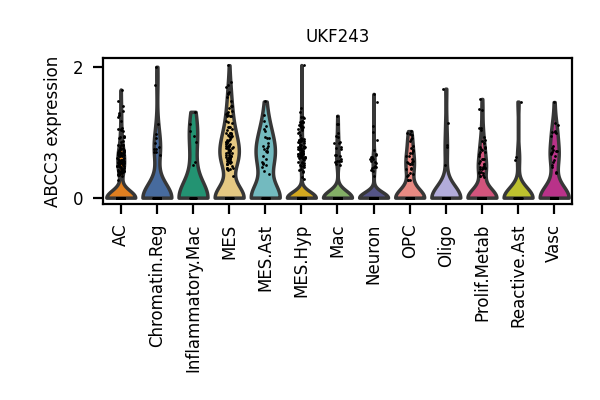 UKF243
ABCC3 expression
2
0
AC
Chromatin.Reg
Inflammatory.Mac
MES
MES.Ast
MES.Hyp
Mac
Neuron
OPC
Oligo
Prolif.Metab
Reactive.Ast
Vasc